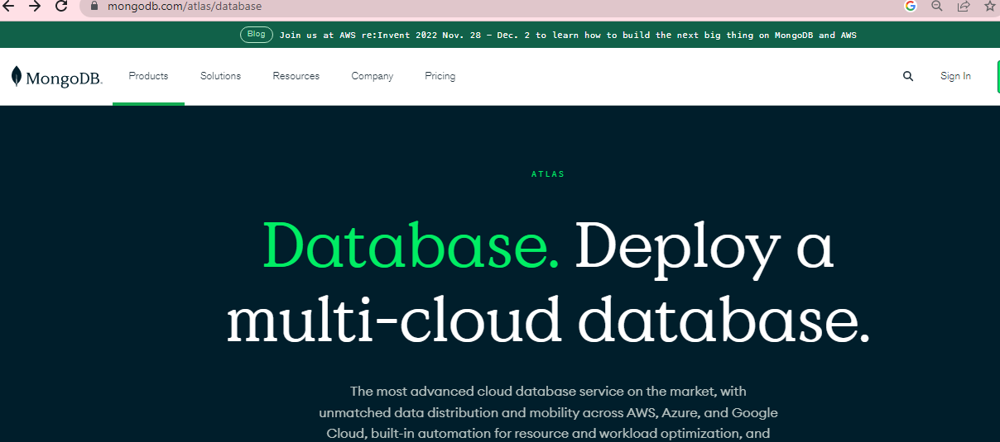 mongodb.com/atlas/database
Blog Join us at AWS re:Invent 2022 Nov. 28 - Dec. 2 to learn how to build the next big thing on MongoDB and AWS
MongoDB. Products Solutions Resources Company Pricing Sign In
ATLAS
Database. Deploy a
multi-cloud database.
The most advanced cloud database service on the market, with
unmatched data distribution and mobility across AWS, Azure, and Google
Cloud, built-in automation for resource and workload optimization, and